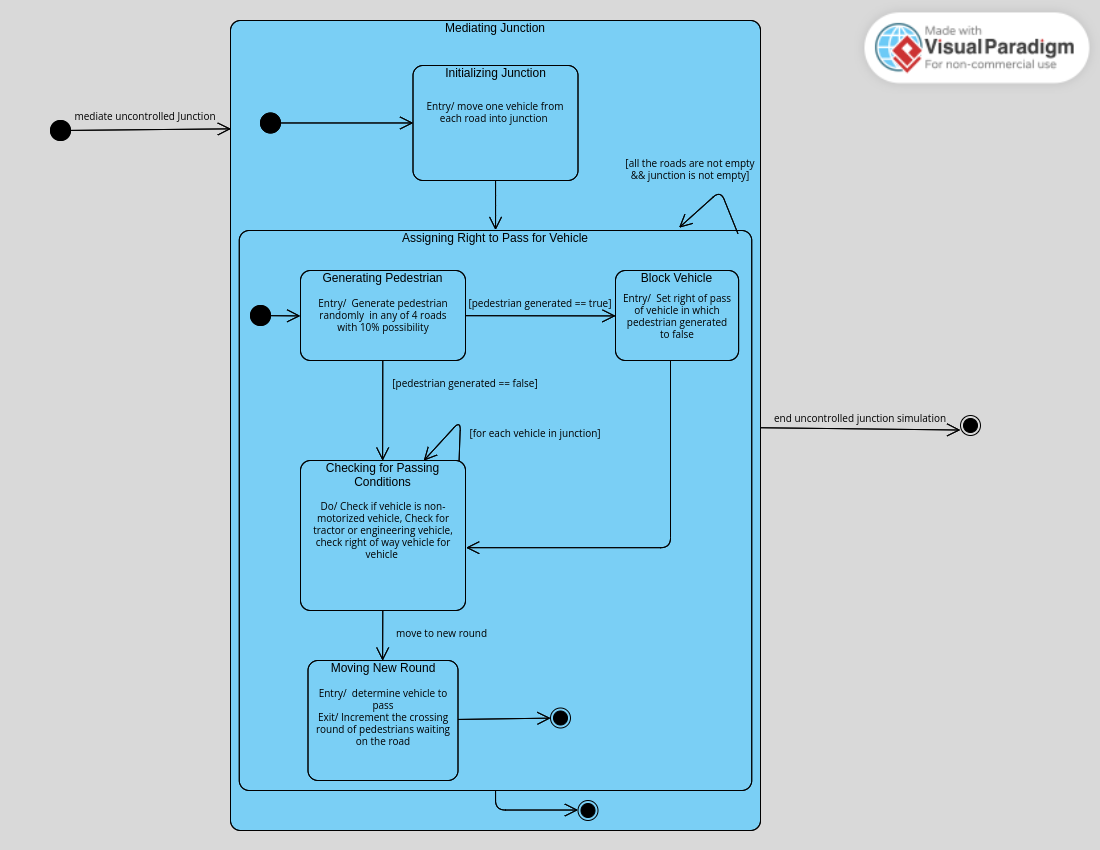 Mediating Junction
Made with
Visual Paradigm
For non-commercial use
Initializing Junction
Entry/ move one vehicle from
each road into junction
mediate uncontrolled Junction
[all the roads are not empty
&& junction is not empty]
Assigning Right to Pass for Vehicle
Generating Pedestrian
Entry/  Generate pedestrian
randomly  in any of 4 roads
with 10% possibility
[pedestrian generated == true]
Block Vehicle
Entry/  Set right of pass
of vehicle in which
pedestrian generated
to false
[pedestrian generated == false]
[for each vehicle in junction]
end uncontrolled junction simulation
Checking for Passing
Conditions
Do/ Check if vehicle is non-
motorized vehicle, Check for
tractor or engineering vehicle,
check right of way vehicle for
vehicle
move to new round
Moving New Round
Entry/  determine vehicle to
pass
Exit/ Increment the crossing
round of pedestrians waiting
on the road